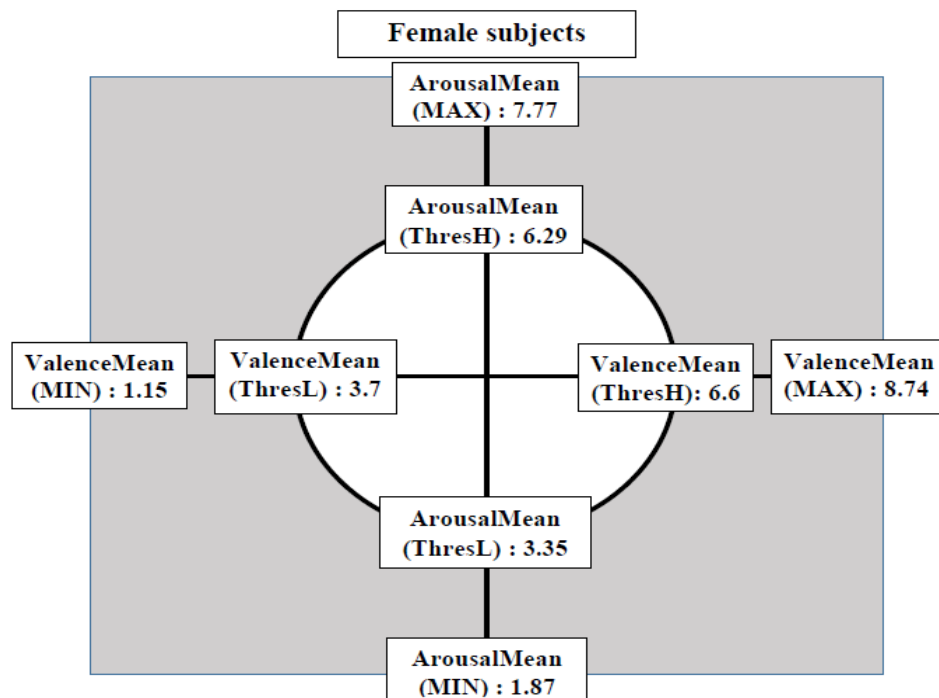 Female subjects
ArousalMean
(MAX) : 7.77
ArousalMean
(ThresH) : 6.29
ValenceMean
(MIN) : 1.15
ValenceMean
(ThresL) : 3.7
ValenceMean
(ThresH): 6.6
ValenceMean
(MAX) : 8.74
ArousalMean
(ThresL) : 3.35
ArousalMean
(MIN) : 1.87